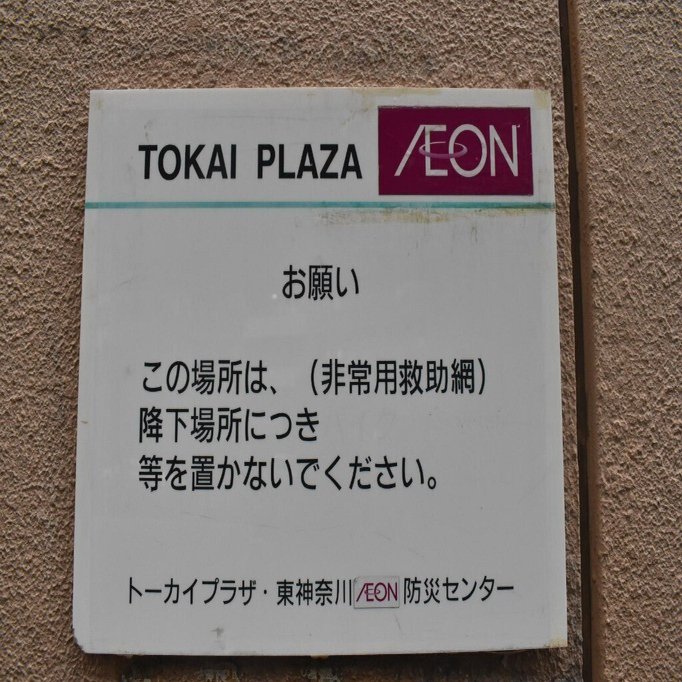 TOKAI PLAZA ÆON
お願い
この場所は、（非常用救助網）
降下場所につき
等を置かないでください。
トーカイプラザ・東神奈川ÆON防災センター